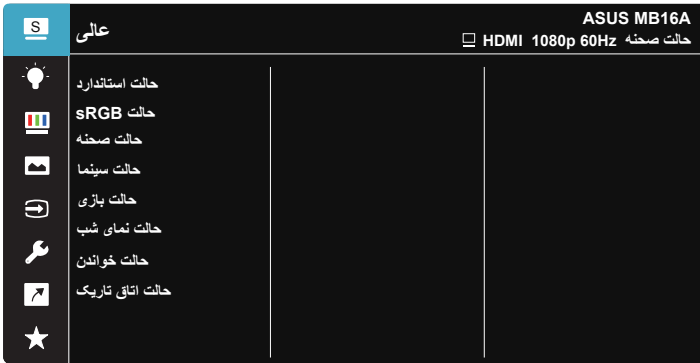 S
عالی
ASUS MB16A
حالت صحنه HDMI 1080p 60Hz
حالت استاندارد
حالت sRGB
حالت صحنه
حالت سینما
حالت بازی
حالت نمای شب
حالت خواندن
حالت اتاق تاریک